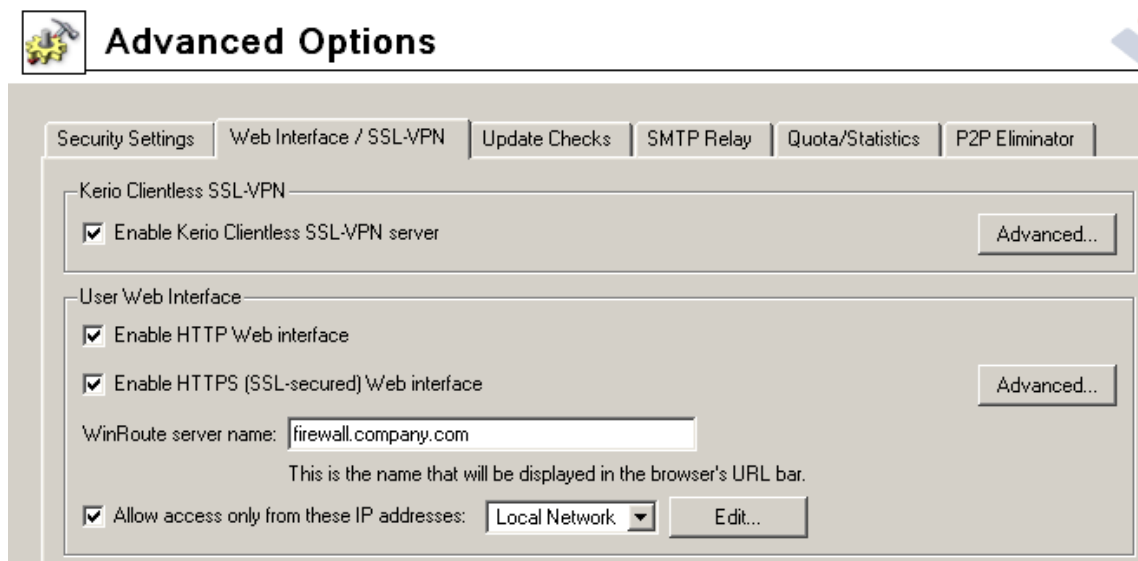 Advanced Options
Security Settings Web Interface / SSL-VPN Update Checks SMTP Relay Quota/Statistics P2P Eliminator
Kerio Clientless SSL-VPN
Enable Kerio Clientless SSL-VPN server Advanced...
User Web Interface
Enable HTTP Web interface
Enable HTTPS (SSL-secured) Web interface Advanced...
WinRoute server name: firewall.company.com
This is the name that will be displayed in the browser's URL bar.
Allow access only from these IP addresses: Local Network Edit...